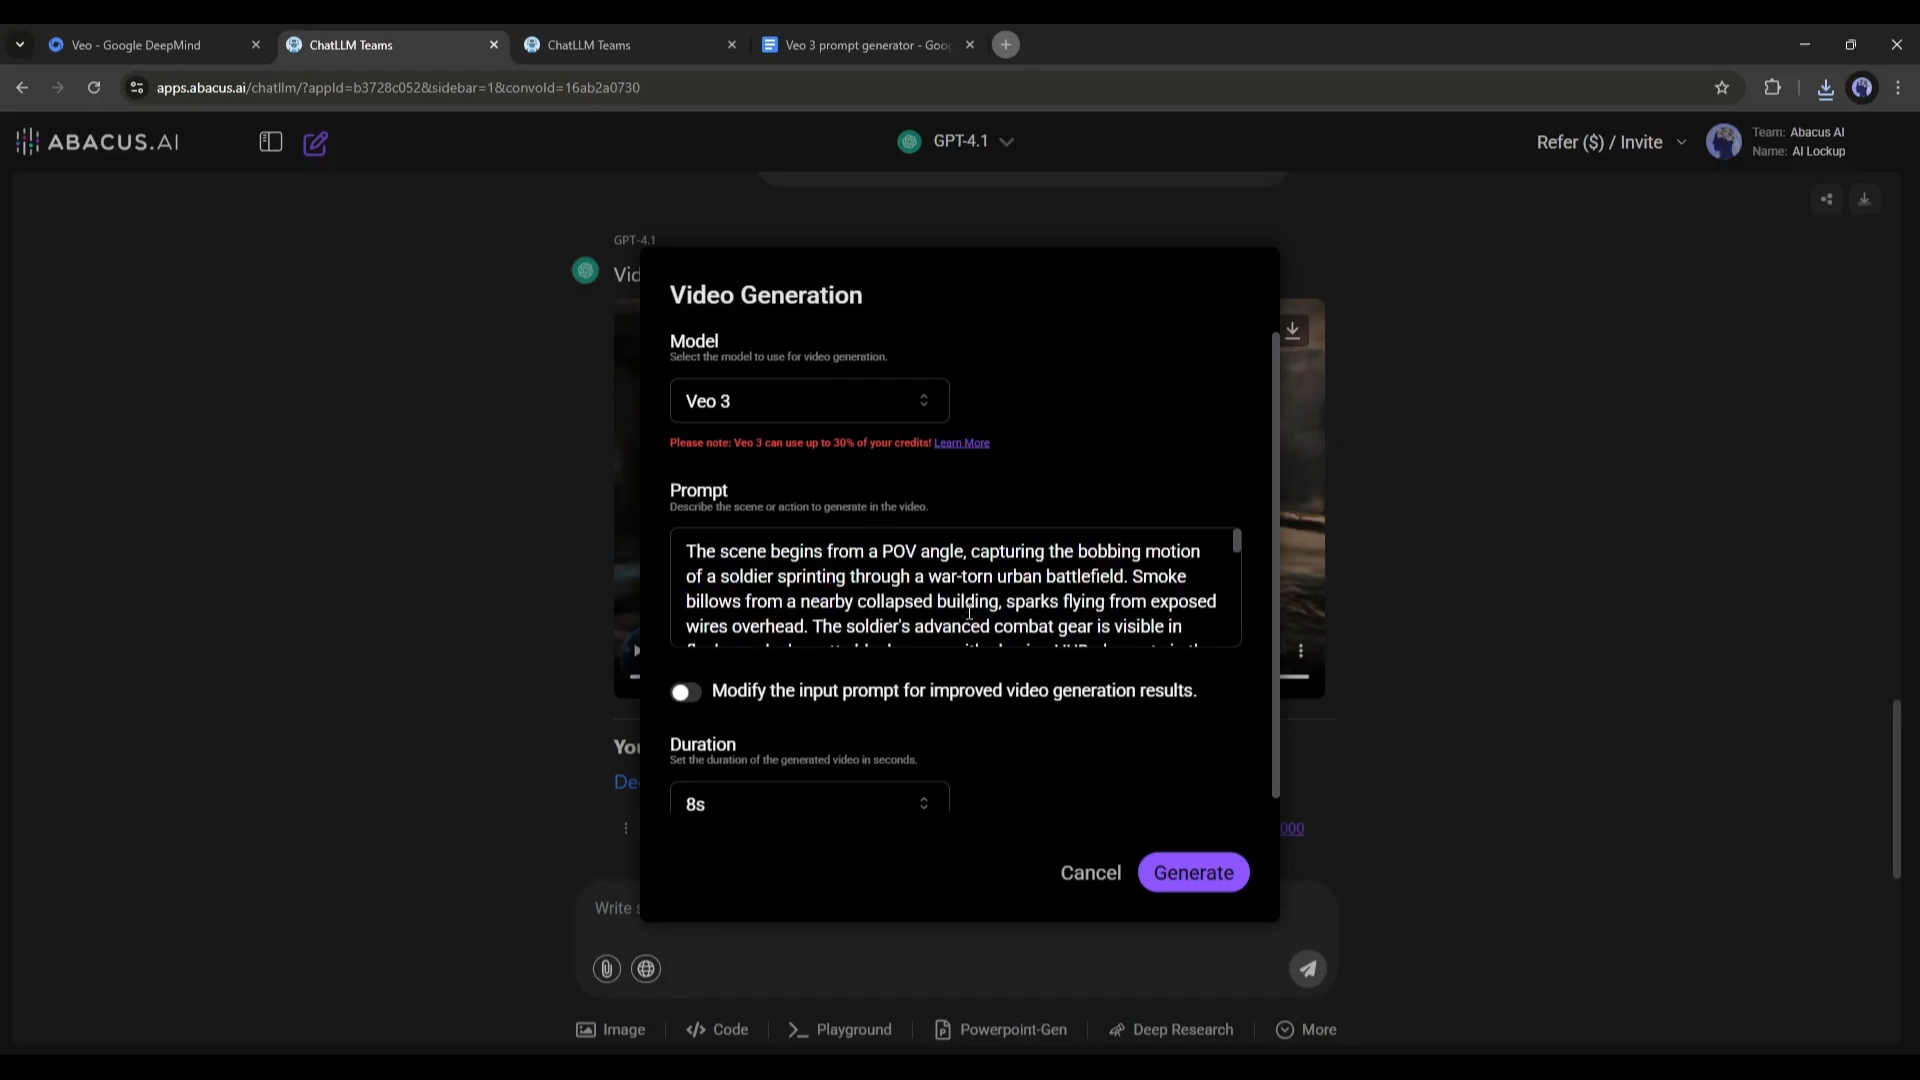 Veo - Google DeepMind
ChatLLM Teams
ChatLLM Teams
Veo 3 prompt generator - Goo
apps.abacus.ai/chatllm/?appId=b3728c052&sidebar=1&convoId=16ab2a0730
ABACUS.AI
GPT-4.1
Refer ($) / Invite
Team: Abacus AI
Name: AI Lockup
GPT-4.1
Vid
Video Generation
Model
Select the model to use for video generation.
Veo 3
Please note: Veo 3 can use up to 30% of your credits! Learn More
Prompt
Describe the scene or action to generate in the video.
The scene begins from a POV angle, capturing the bobbing motion
of a soldier sprinting through a war-torn urban battlefield. Smoke
billows from a nearby collapsed building, sparks flying from exposed
wires overhead. The soldier's advanced combat gear is visible in
Modify the input prompt for improved video generation results.
You
Duration
Set the duration of the generated video in seconds.
De
8s
000
Cancel
Generate
Write s
Image
Code
Playground
Powerpoint-Gen
Deep Research
More